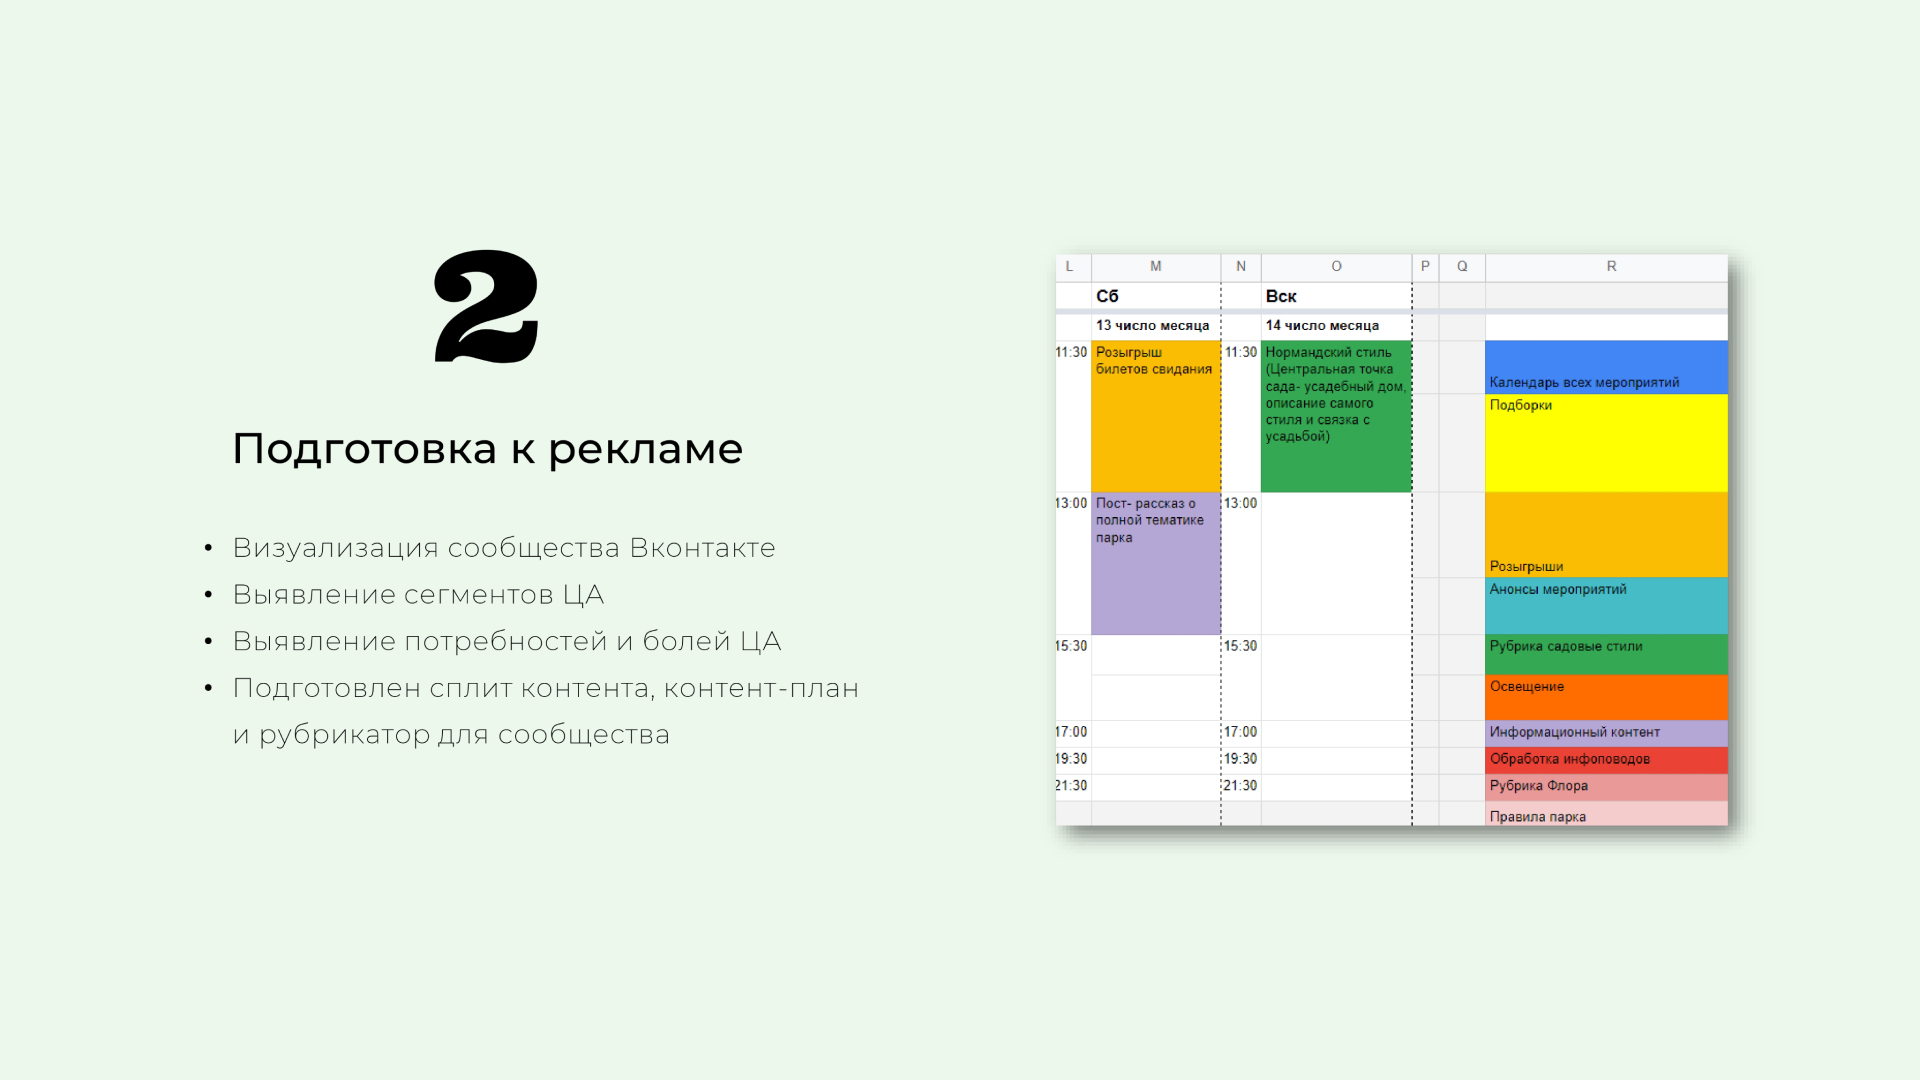 2
Подготовка к рекламе
• Визуализация сообщества Вконтакте
• Выявление сегментов ЦА
• Выявление потребностей и болей ЦА
• Подготовлен сплит контента, контент-план
и рубрикатор для сообщества
L M N O P Q R
Сб Вск
13 число месяца 14 число месяца
11:30 Розыгрыш
билетов свидания
11:30 Нормандский стиль
(Центральная точка
сада- усадебный дом,
описание самого
стиля и связка с
усадьбой)
Календарь всех мероприятий
Подборки
13:00 Пост- рассказ о
полной тематике
парка
13:00
Розыгрыши
Анонсы мероприятий
15:30 15:30 Рубрика садовые стили
Освещение
17:00 17:00 Информационный контент
19:30 19:30 Обработка инфоповодов
21:30 21:30 Рубрика Флора
Правила парка